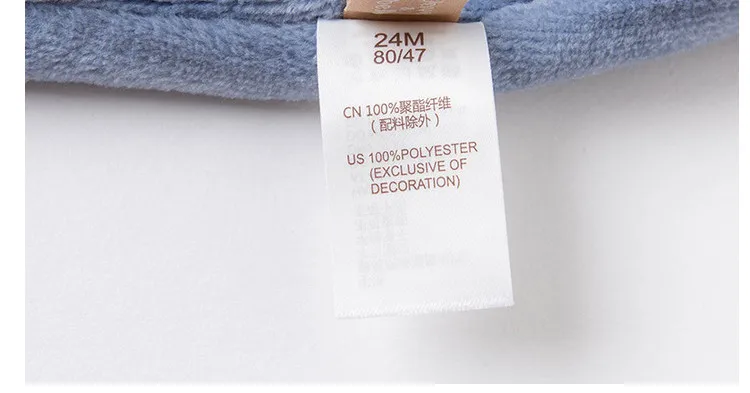 24M
80/47
CN 100%聚酯纤维
（配料除外）
US 100%POLYESTER
(EXCLUSIVE OF
DECORATION)